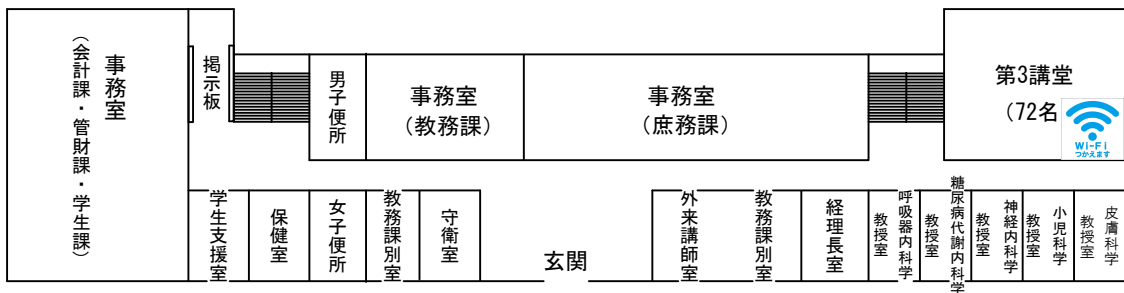 事務室
(会計課・管財課・学生課)
掲示板
男子便所
事務室
(教務課)
事務室
(庶務課)
第3講堂
(72名
Wi-Fi
つかえます
学生支援室
保健室
女子便所
教務課別室
守衛室
玄関
外来講師室
教務課別室
経理長室
呼吸器内科学
教授室
糖尿病代謝内科学
教授室
神経内科学
教授室
小児科学
教授室
皮膚科学
教授室